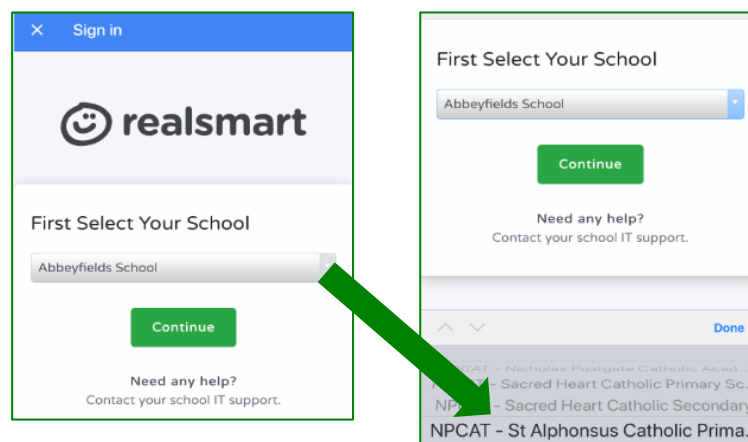 × Sign in
realsmart
First Select Your School
Abbeyfields School
Continue
Need any help?
Contact your school IT support.
First Select Your School
Abbeyfields School
Continue
Need any help?
Contact your school IT support.
Done
CAT - Nicholas Postgate Catholic Acad...
- Sacred Heart Catholic Primary Sc...
NP - Sacred Heart Catholic Secondary
NPCAT - St Alphonsus Catholic Prima.